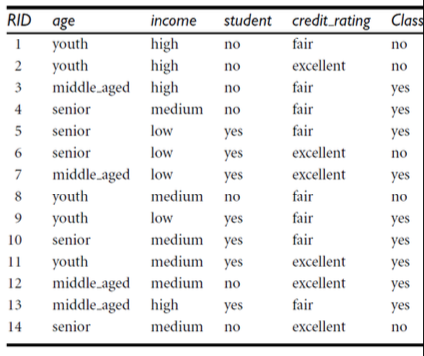 RID age income student credit_rating Class
1 youth high no fair no
2 youth high no excellent no
3 middle_aged high no fair yes
4 senior medium no fair yes
5 senior low yes fair yes
6 senior low yes excellent no
7 middle_aged low yes excellent yes
8 youth medium no fair no
9 youth low yes fair yes
10 senior medium yes fair yes
11 youth medium yes excellent yes
12 middle_aged medium no excellent yes
13 middle_aged high yes fair yes
14 senior medium no excellent no